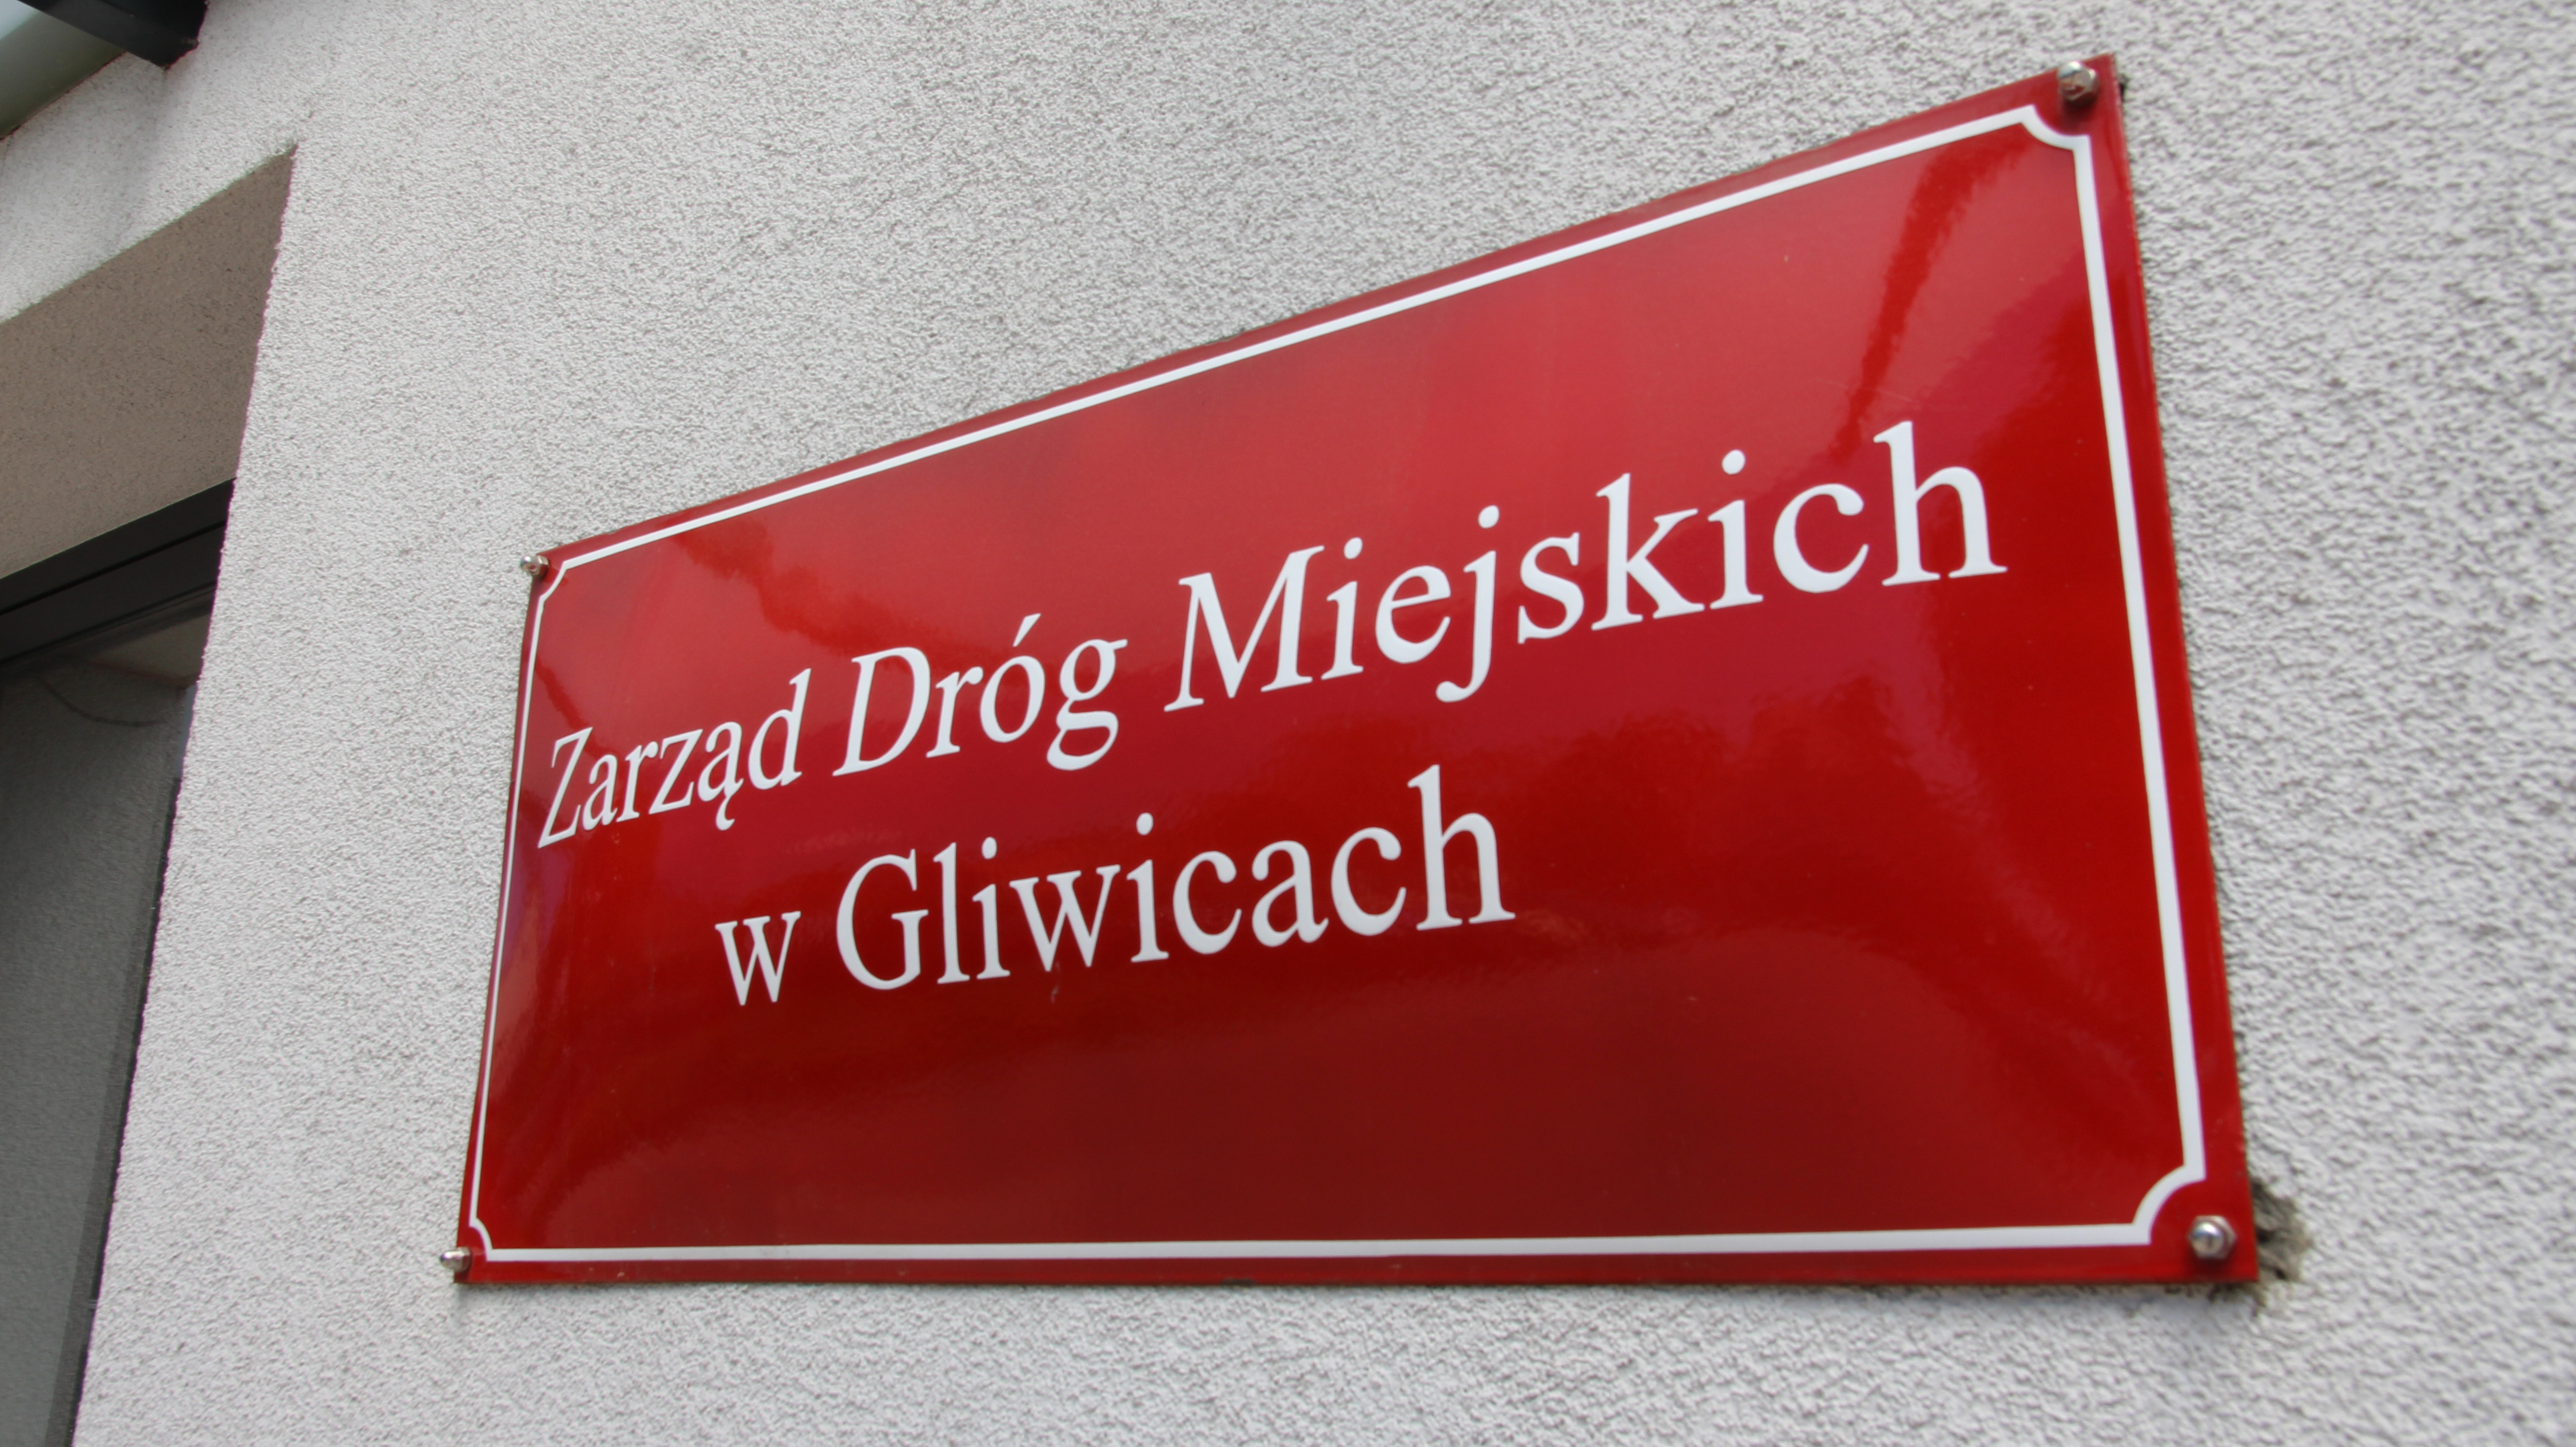 Zarząd Dróg Miejskich
w Gliwicach